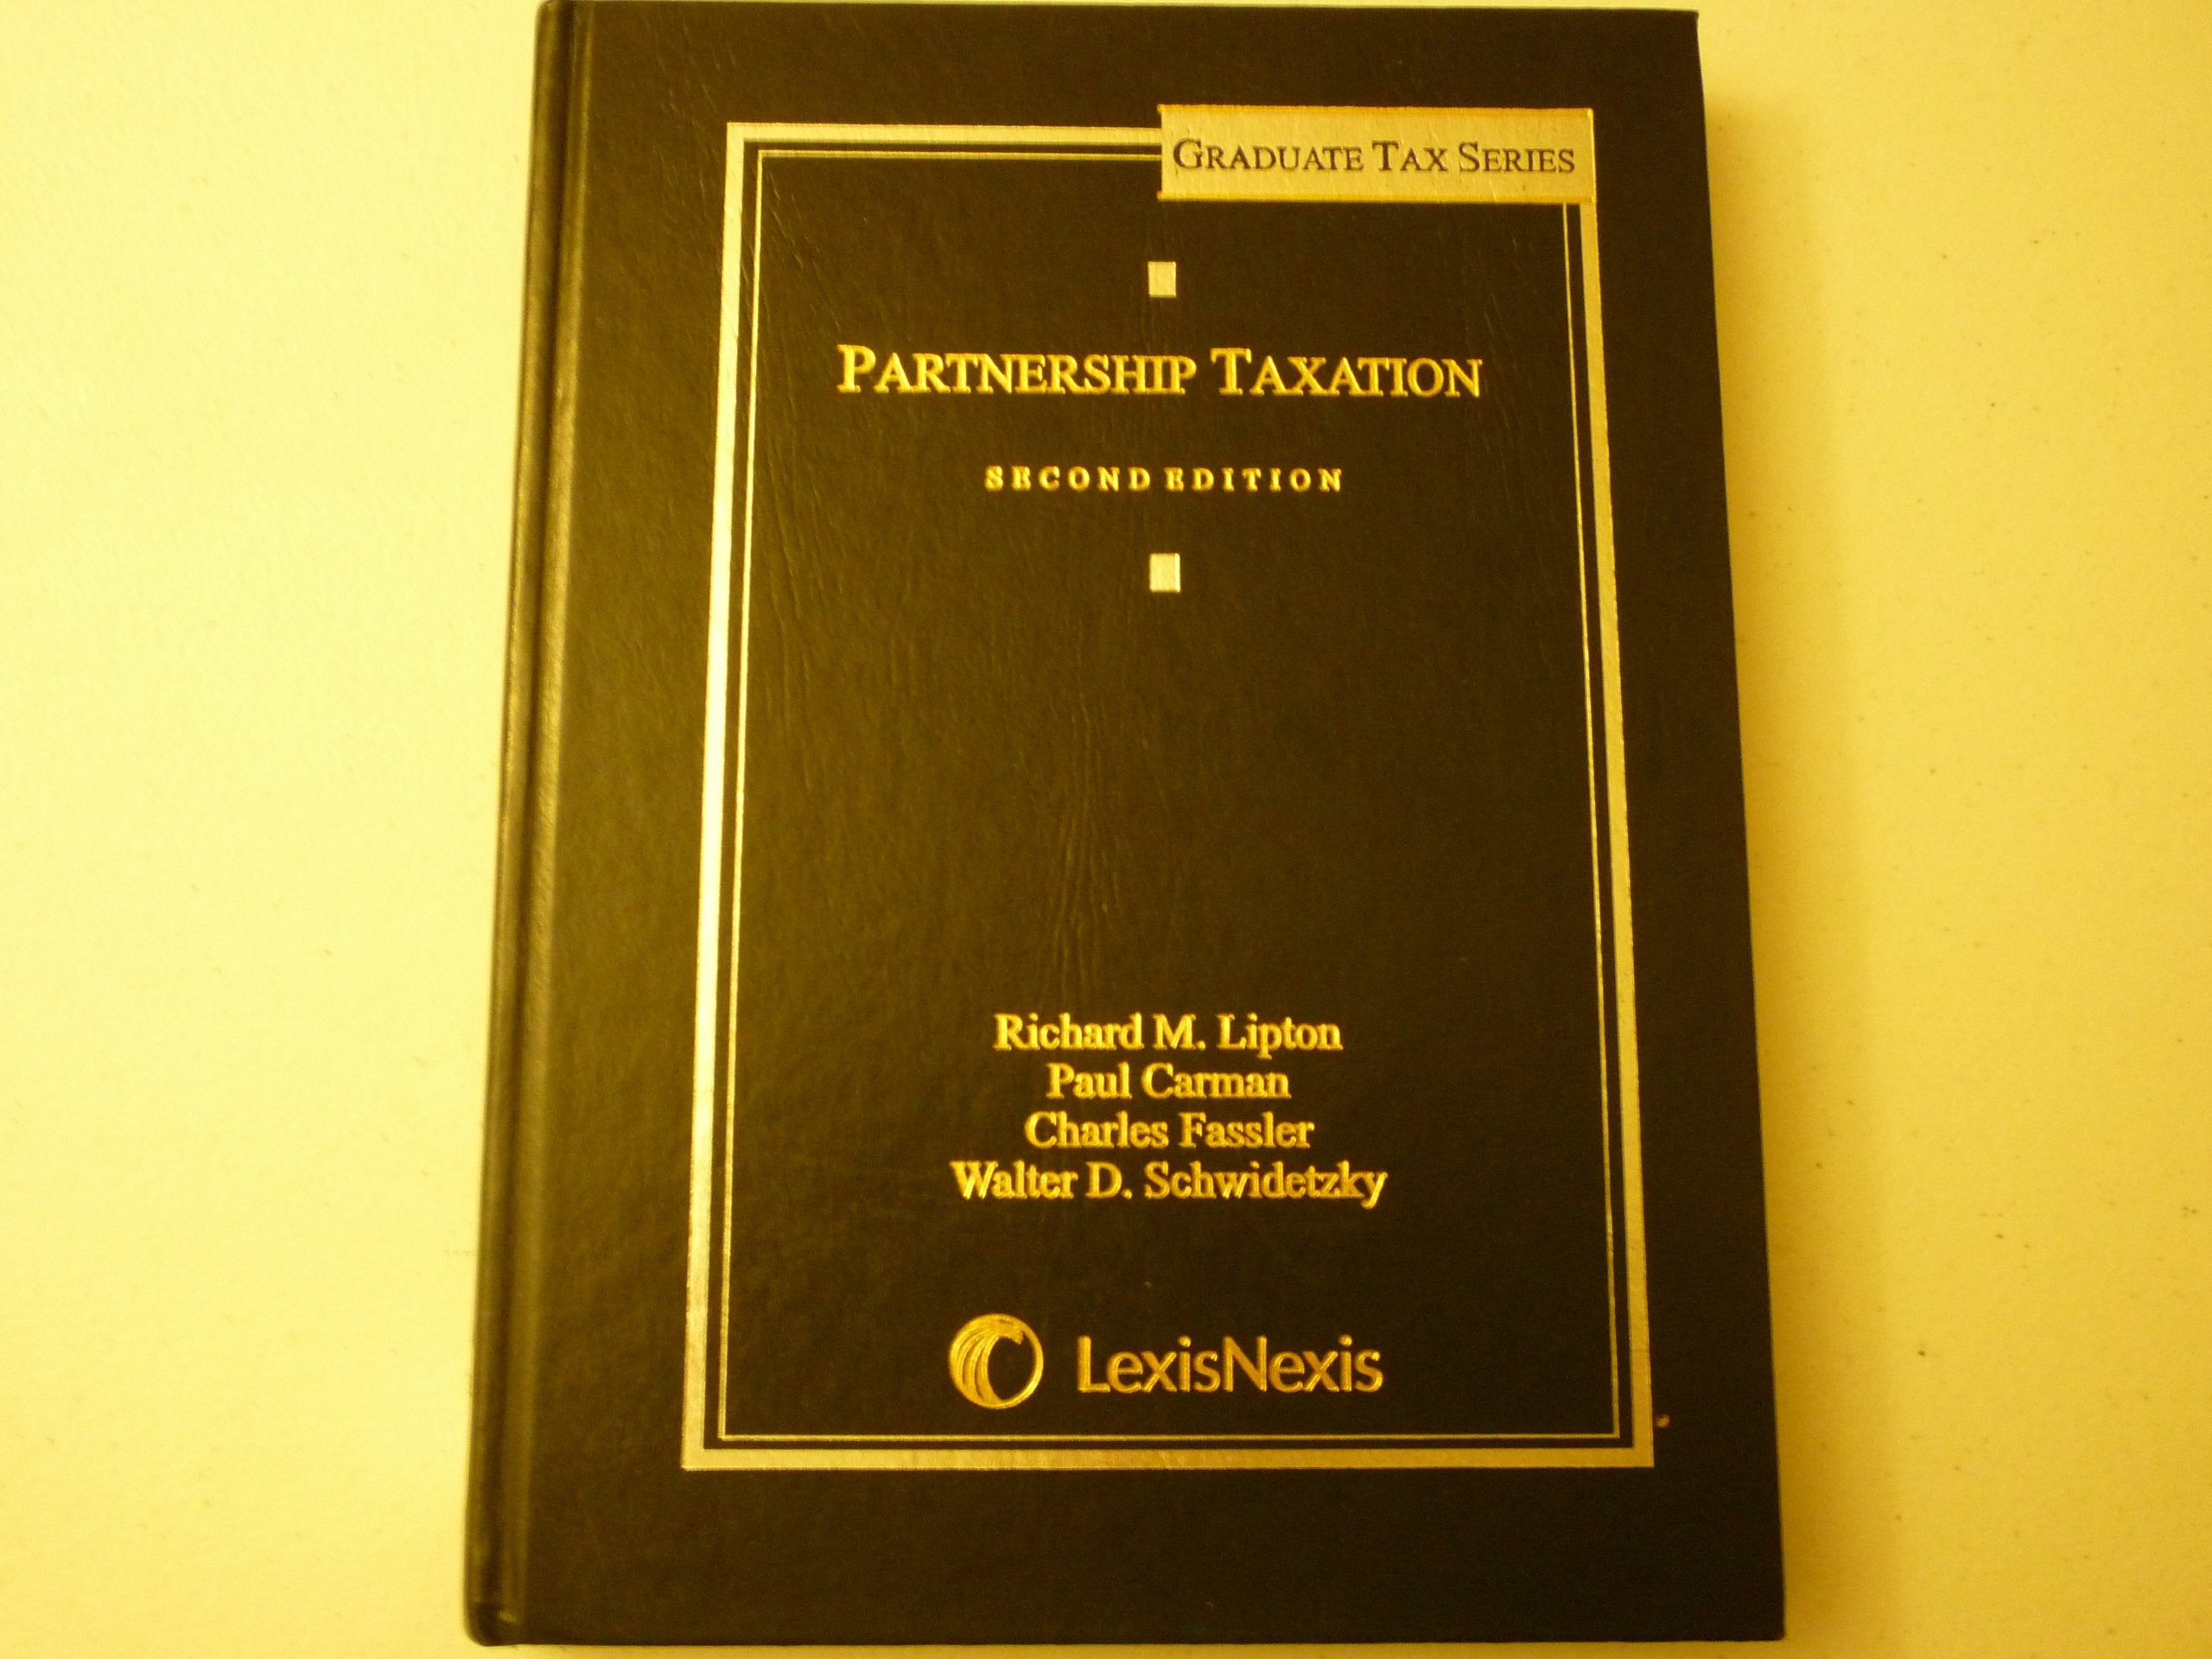 GRADUATE TAX SERIES
PARTNERSHIP TAXATION
SECOND EDITION
Richard M. Lipton
Paul Carman
Charles Fassler
Walter D. Schwidetzky
LexisNexis